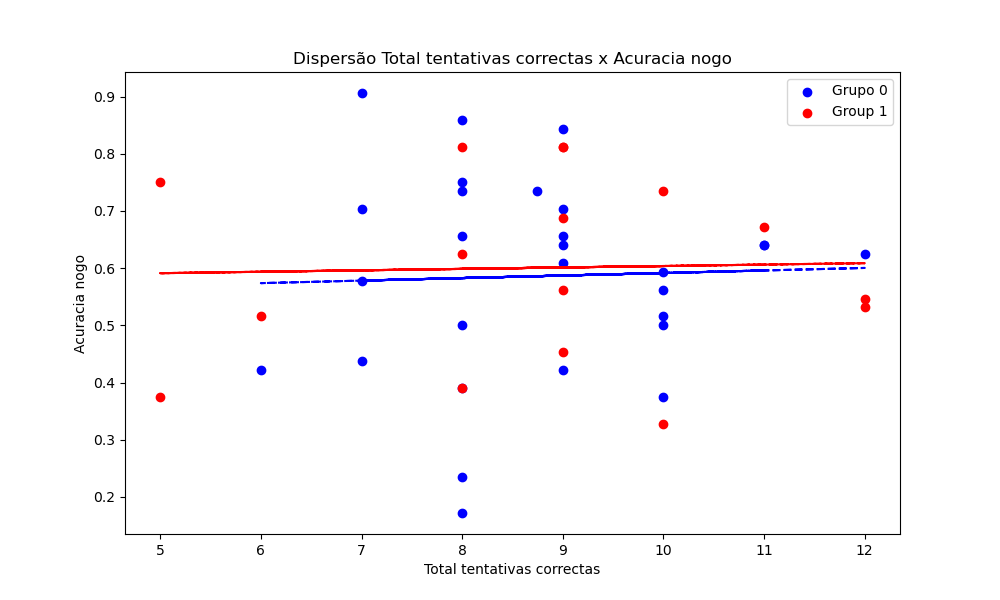 Dispersão Total tentativas correctas x Acuracia nogo
Grupo 0
Group 1
Acuracia nogo
0.9
0.8
0.7
0.6
0.5
0.4
0.3
0.2
5 6 7 8 9 10 11 12
Total tentativas correctas